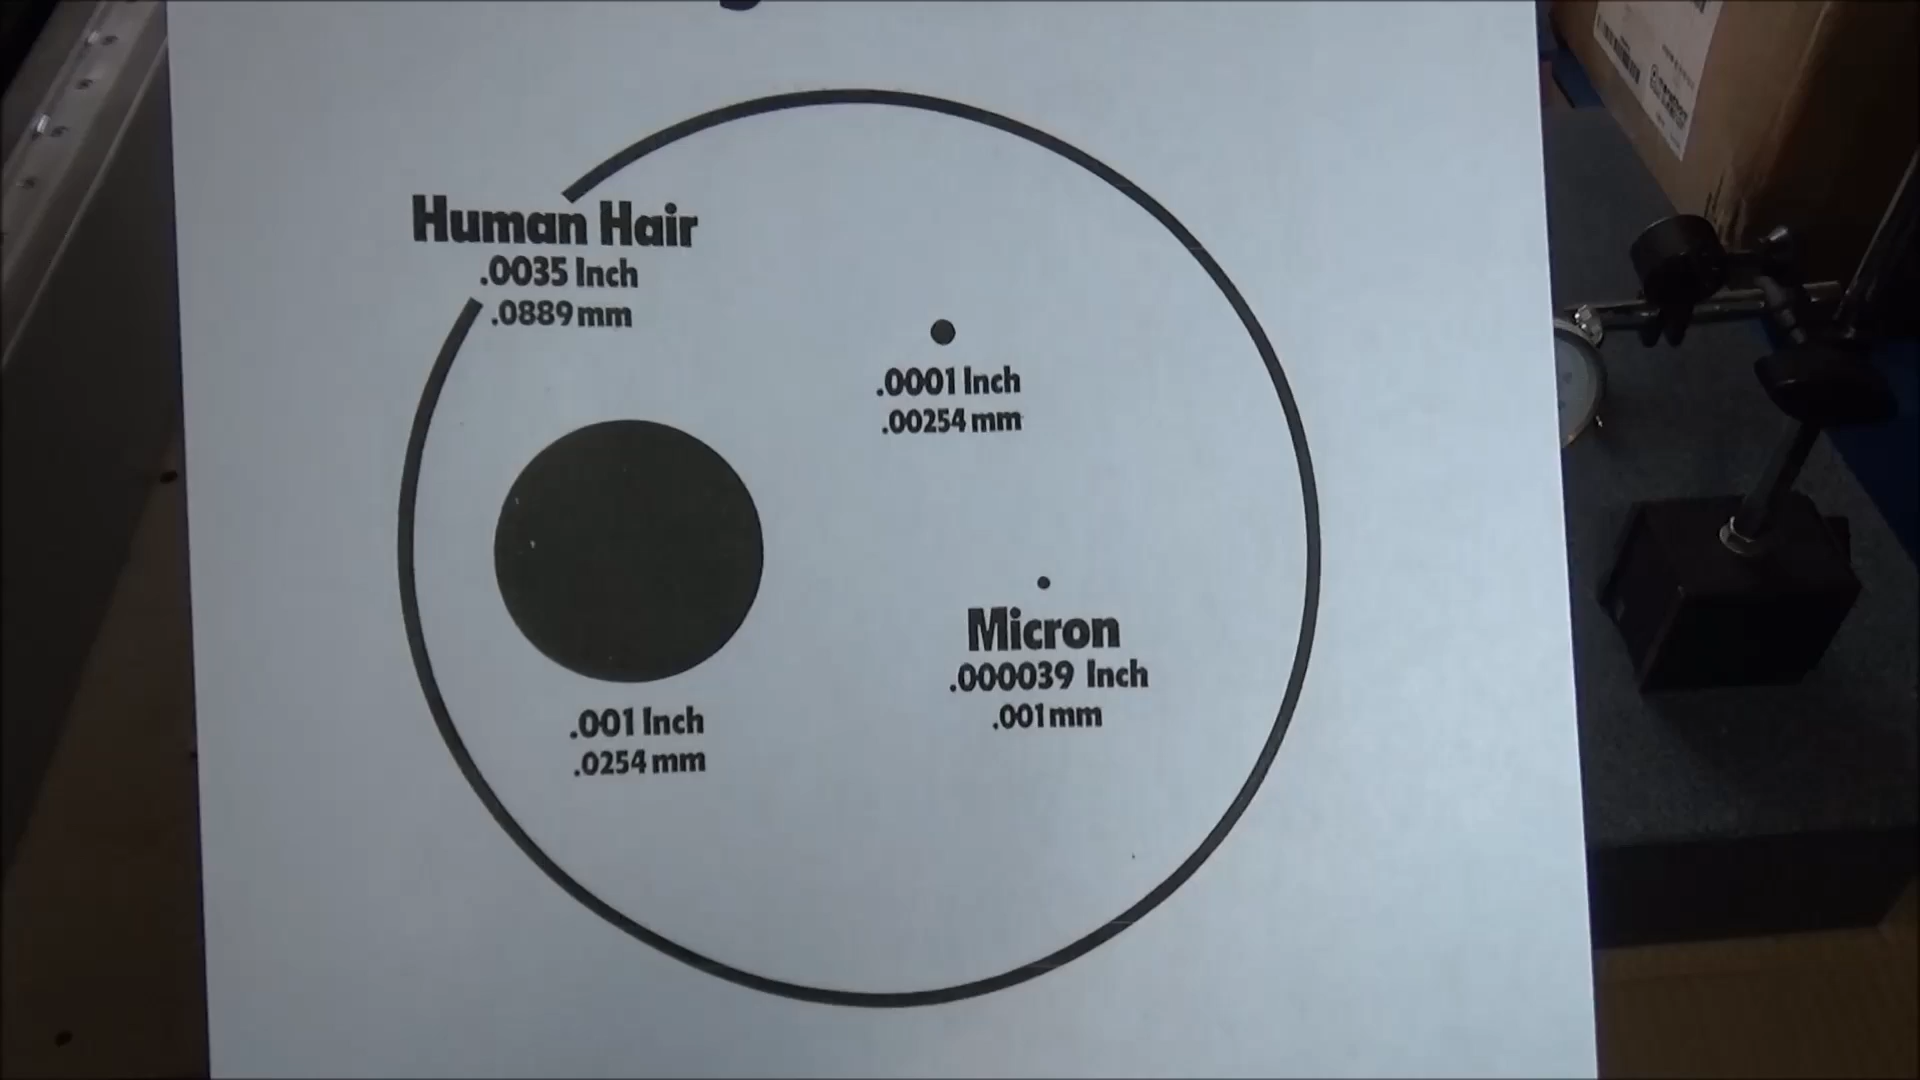 Human Hair
.0035 Inch
.0889 mm
.0001 Inch
.00254 mm
Micron
.000039 Inch
.001 mm
.001 Inch
.0254 mm